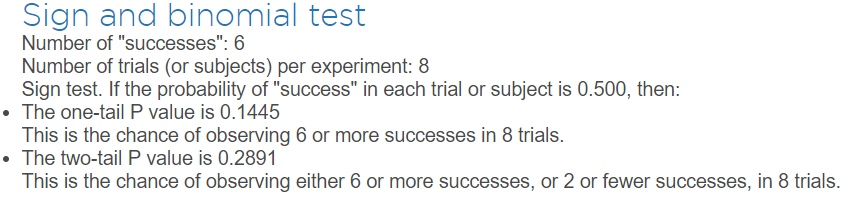 Sign and binomial test
Number of "successes": 6
Number of trials (or subjects) per experiment: 8
Sign test. If the probability of "success" in each trial or subject is 0.500, then:
• The one-tail P value is 0.1445
This is the chance of observing 6 or more successes in 8 trials.
• The two-tail P value is 0.2891
This is the chance of observing either 6 or more successes, or 2 or fewer successes, in 8 trials.